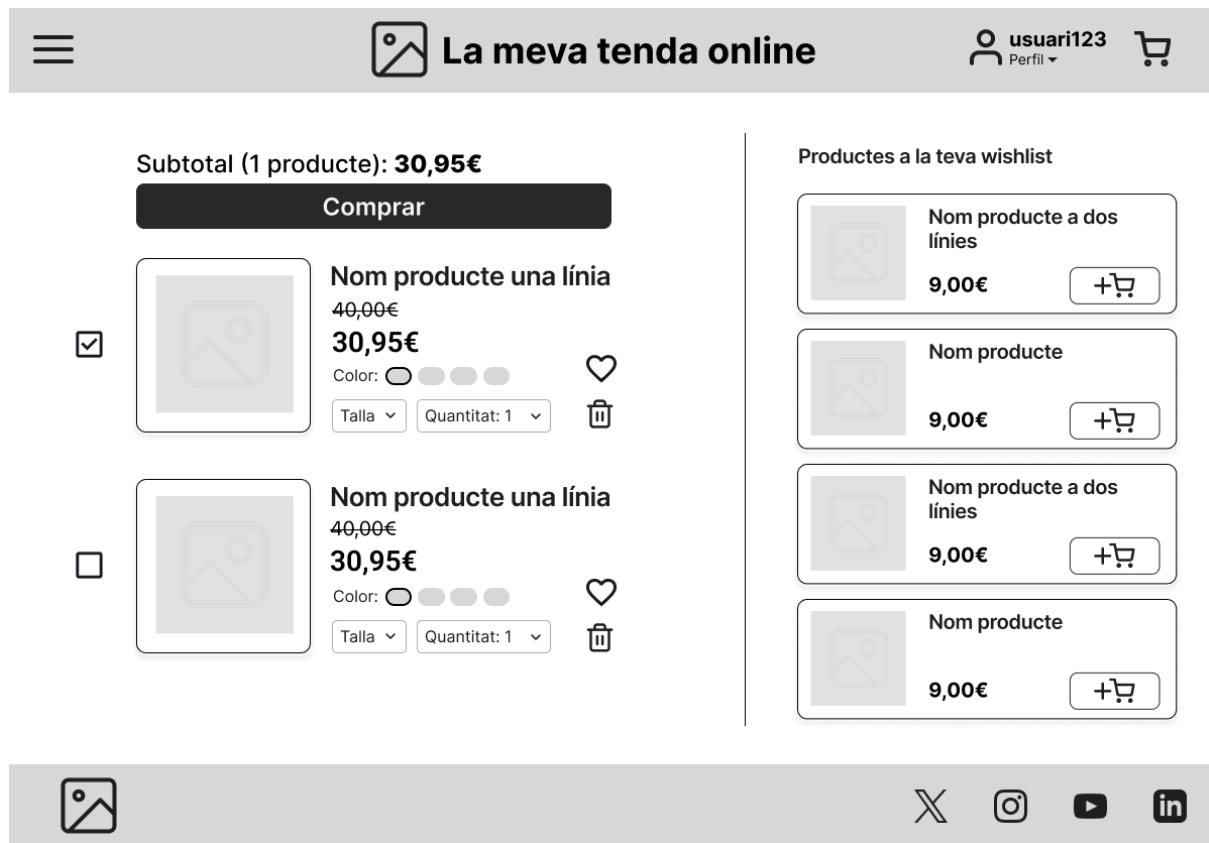 La meva tenda online
usuari123
Perfil
Subtotal (1 producte): 30,95€
Comprar
Nom producte una línia
40,00€
30,95€
Color:
Talla
Quantitat: 1
Nom producte una línia
40,00€
30,95€
Color:
Talla
Quantitat: 1
Productes a la teva wishlist
Nom producte a dos
línies
9,00€
Nom producte
9,00€
Nom producte a dos
línies
9,00€
Nom producte
9,00€